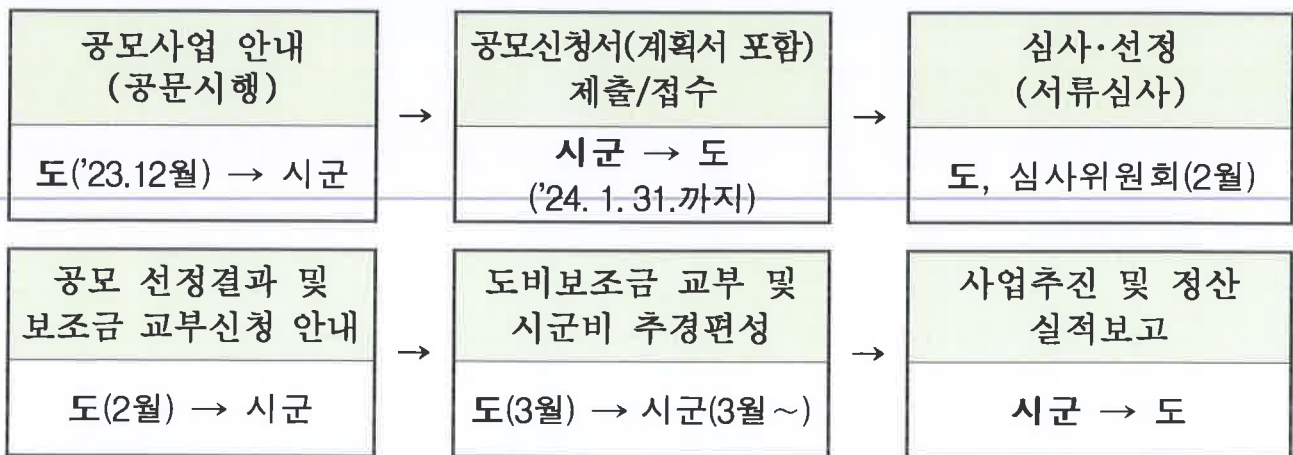 공모사업 안내
(공문시행)
도('23.12월) → 시군
→
공모신청서(계획서 포함)
제출/접수
시군 → 도
('24. 1. 31.까지)
→
심사·선정
(서류심사)
도, 심사위원회(2월)
공모 선정결과 및
보조금 교부신청 안내
도(2월) → 시군
→
도비보조금 교부 및
시군비 추경편성
도(3월) → 시군(3월~)
→
사업추진 및 정산
실적보고
시군 → 도